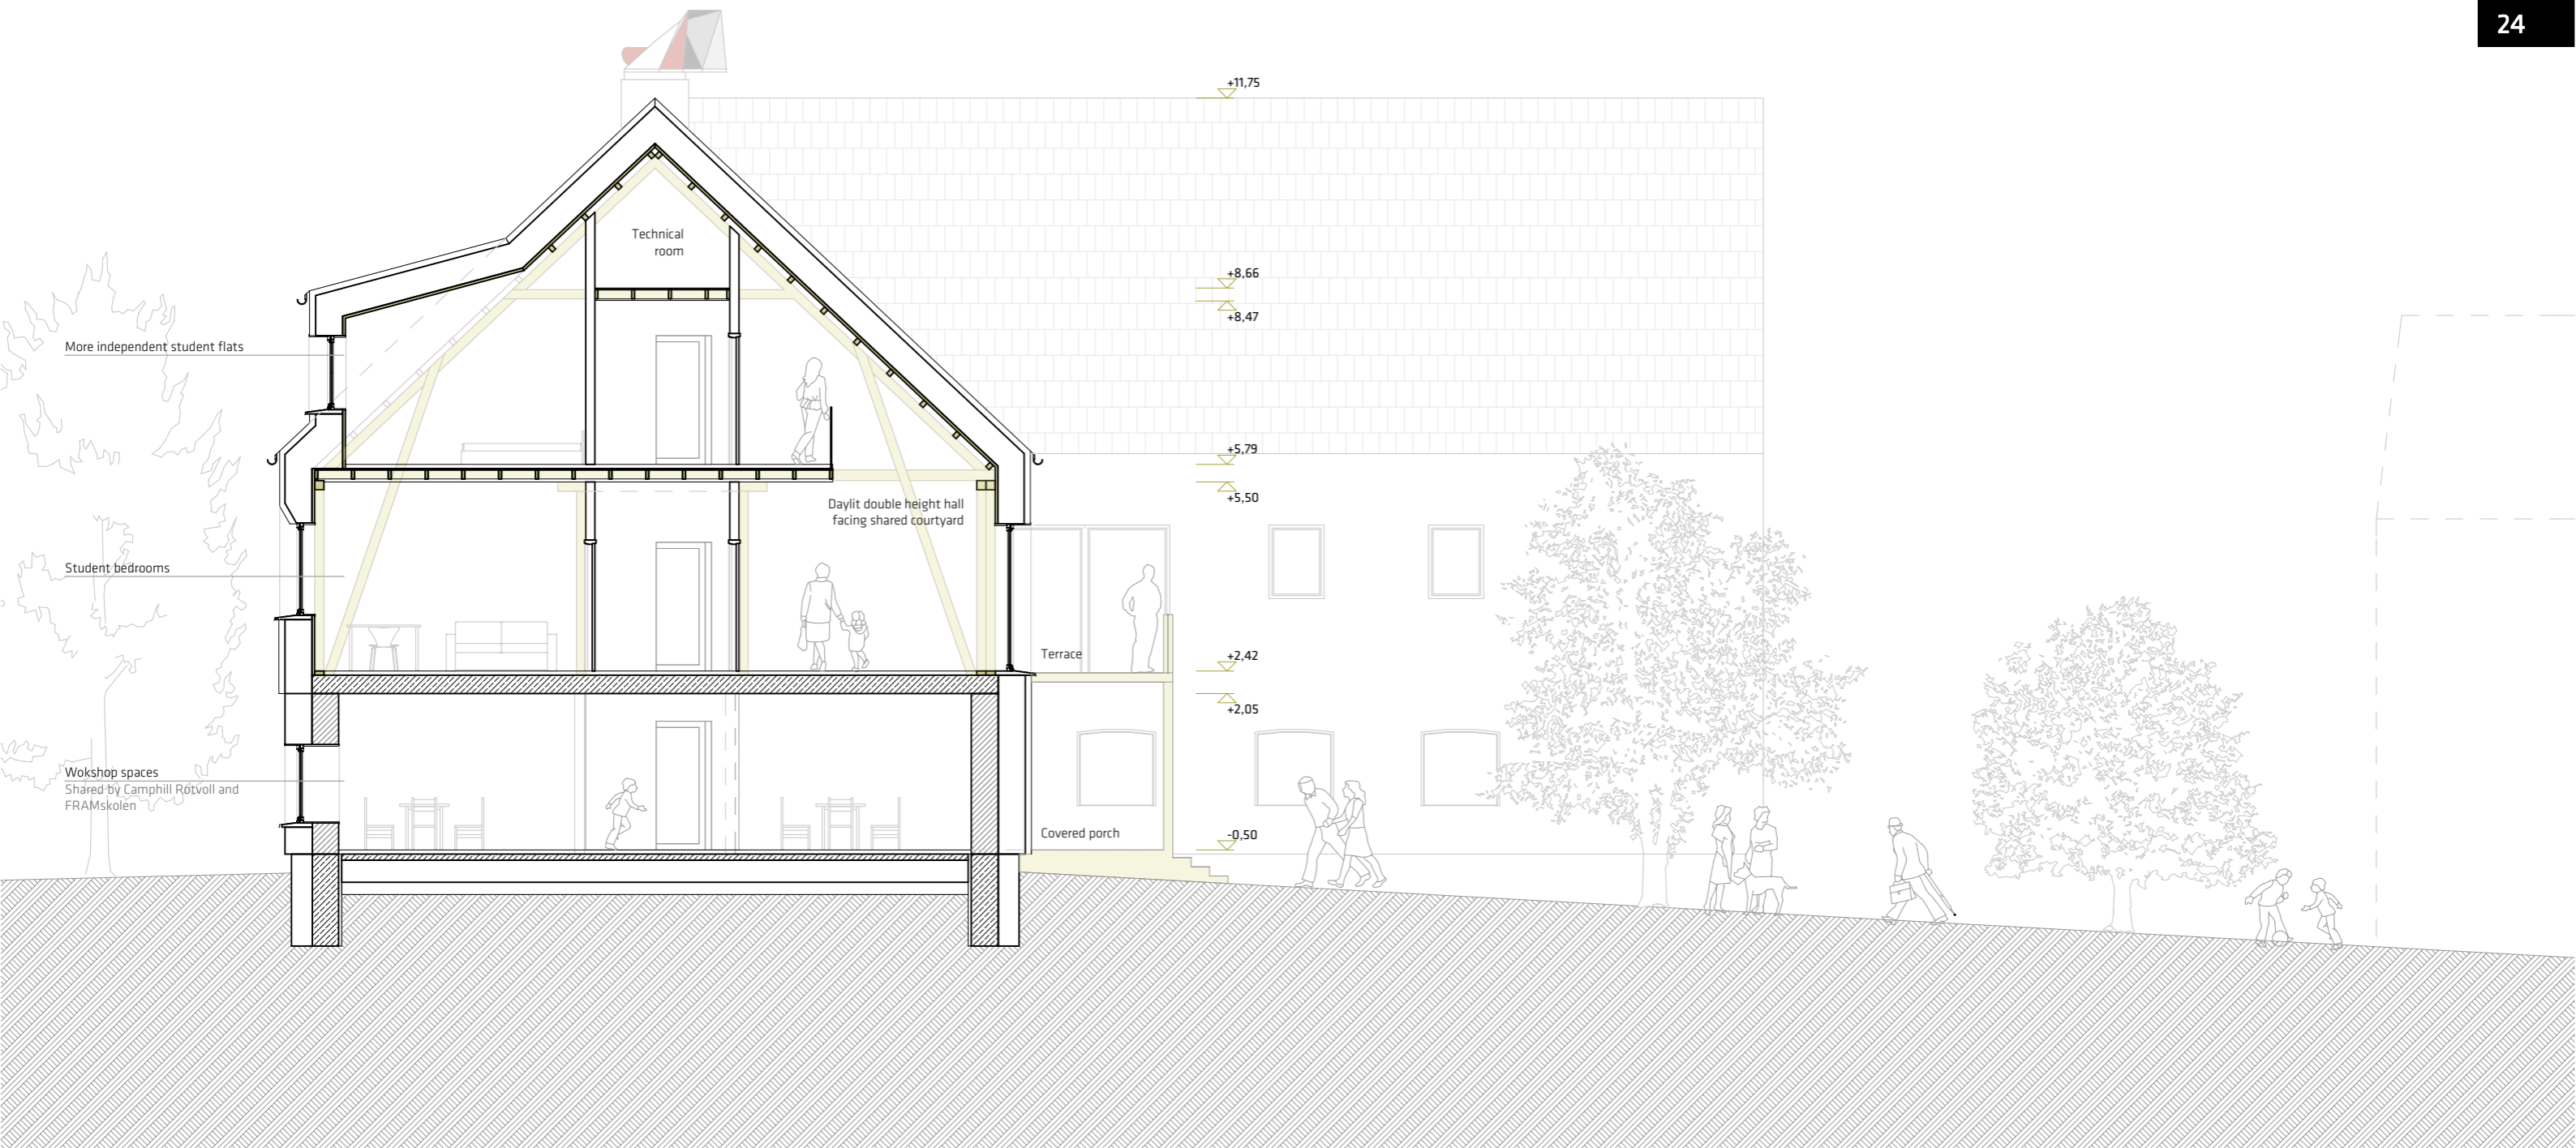 24
+11,75
Technical
room
+8,66
+8,47
More independent student flats
+5,79
+5,50
Daylit double height hall
facing shared courtyard
Student bedrooms
Terrace
+2,42
+2,05
Wokshop spaces
Shared by Camphill Rotvoll and
FRAMskolen
Covered porch
-0,50